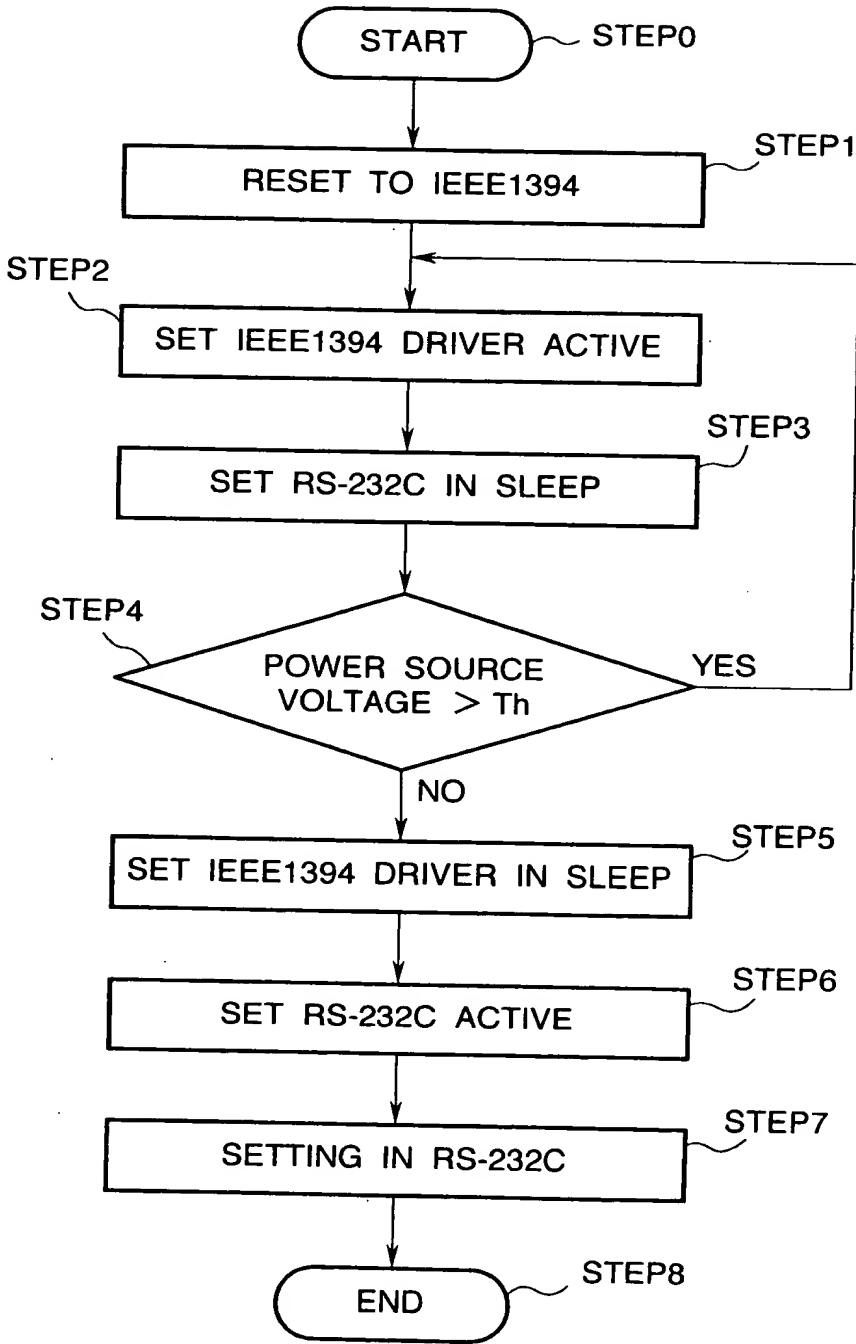 START
STEP0
STEP1
RESET TO IEEE1394
STEP2
SET IEEE1394 DRIVER ACTIVE
STEP3
SET RS-232C IN SLEEP
STEP4
POWER SOURCE
VOLTAGE > Th
YES
NO
STEP5
SET IEEE1394 DRIVER IN SLEEP
STEP6
SET RS-232C ACTIVE
STEP7
SETTING IN RS-232C
STEP8
END